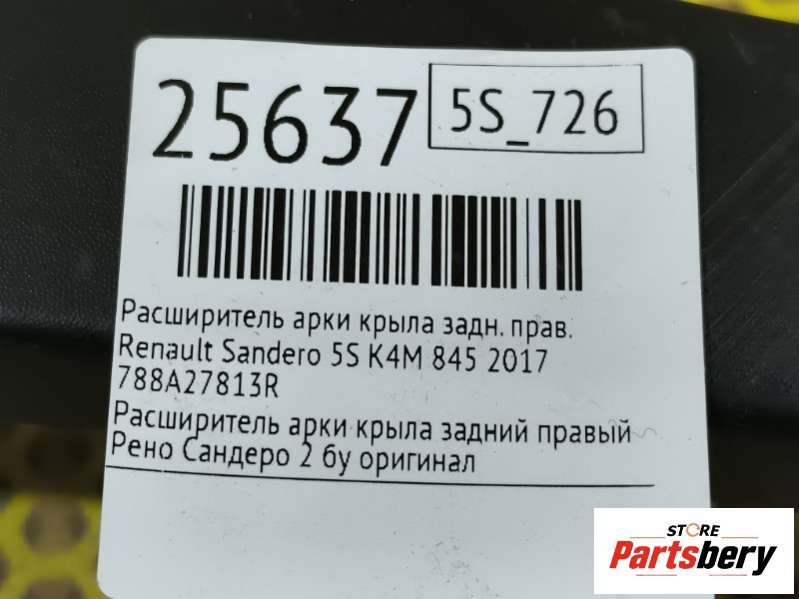 25637
5S_726
Расширитель арки крыла задн. прав.
Renault Sandero 5S K4M 845 2017
788A27813R
Расширитель арки крыла задний правый
Рено Сандеро 2 бу оригинал
STORE
Partsbery